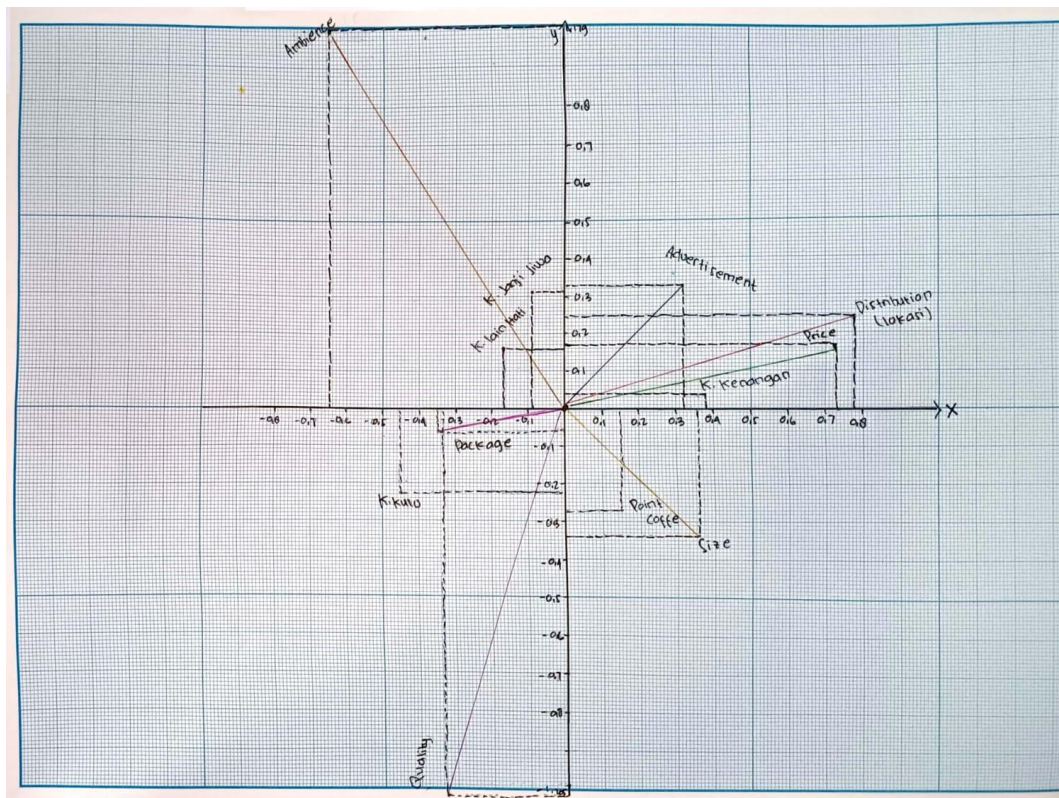 Ambience
y
0,8
0,7
0,6
0,5
0,4
0,3
0,2
0,1
K. Janji Jiwa
K. lain Hati
Advertisement
Distribution
(lokasi)
Price
K. Kenangan
X
-0,8 -0,7 -0,6 -0,5 -0,4 -0,3 -0,2 -0,1 0,1 0,2 0,3 0,4 0,5 0,6 0,7 0,8
Package
K. kulo
Point
Coffe
Size
-0,1
-0,2
-0,3
-0,4
-0,5
-0,6
-0,7
-0,8
Quality